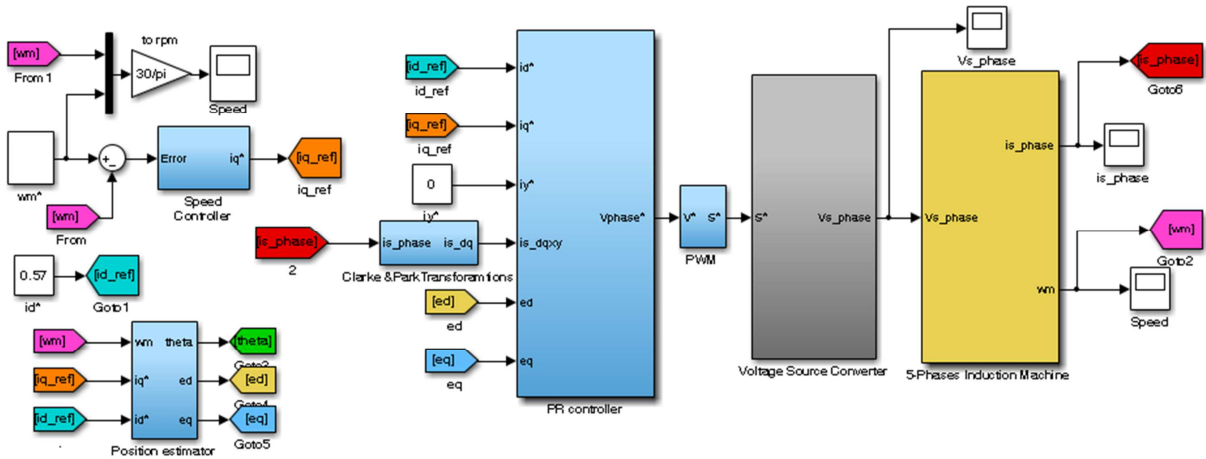 [wm]
From1
to rpm
30/pi
Speed
wm*
Error
iq*
Speed
Controller
[iq_ref]
iq_ref
[wm]
From
0.57
id*
[id_ref]
Goto1
[wm]
[iq_ref]
[id_ref]
wm
theta
iq*
ed
id*
eq
Position estimator
[theta]
[ed]
Goto4
[eq]
Goto5
[id_ref]
id_ref
[iq_ref]
iq_ref
0
iy*
[is_phase]
2
is_phase
is_dq
Clarke &ParkTransforamtions
[ed]
ed
[eq]
eq
id*
iq*
iy*
is_dqxy
ed
eq
Vphase*
PR controller
V*
S*
PWM
S*
Vs_phase
Voltage Source Converter
Vs_phase
Vs_phase
is_phase
wm
5-Phases Induction Machine
[is_phase]
Goto6
is_phase
[wm]
Goto2
Speed